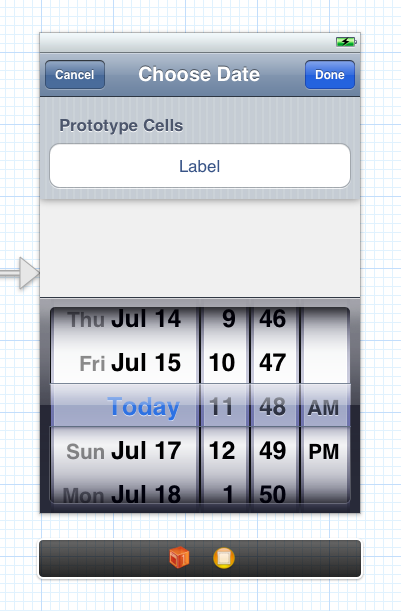 Cancel Choose Date Done
Prototype Cells
Label
Thu Jul 14 9 46
Fri Jul 15 10 47
Today 11 48 AM
Sun Jul 17 12 49 PM
Mon Jul 18 1 50